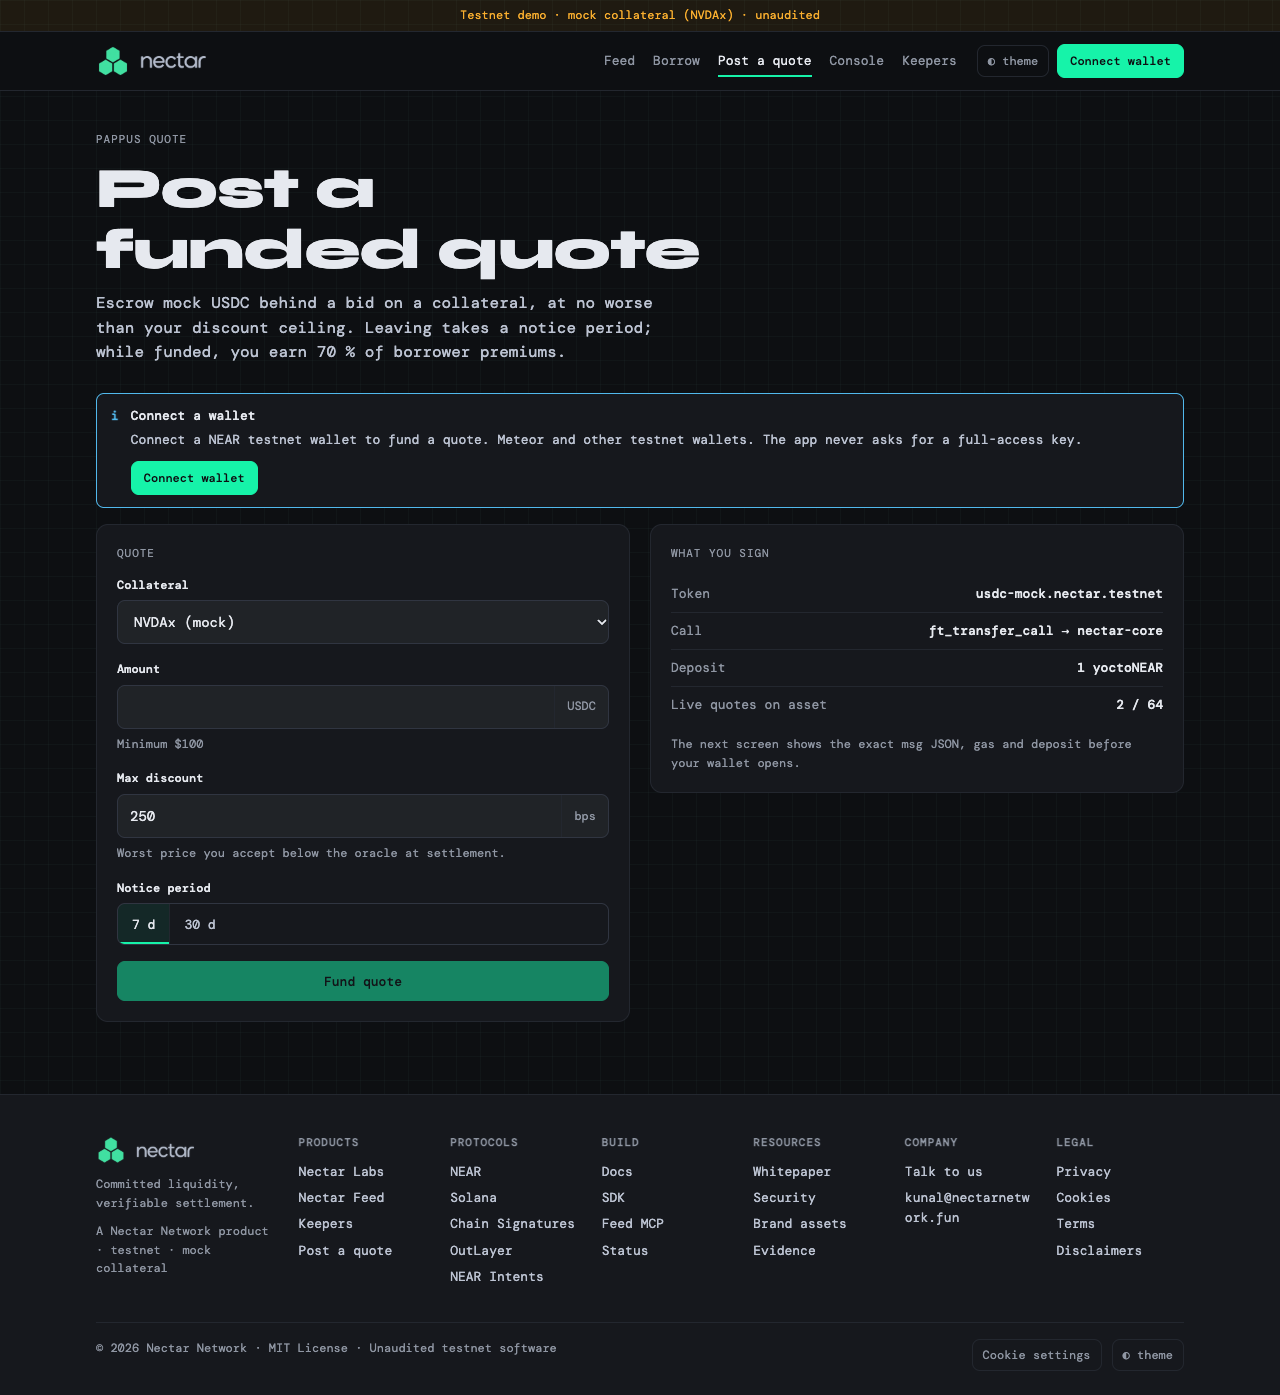 Testnet demo · mock collateral (NVDAx) · unaudited
nectar
Feed
Borrow
Post a quote
Console
Keepers
◐ theme
Connect wallet
PAPPUS QUOTE
Post a
funded quote
Escrow mock USDC behind a bid on a collateral, at no worse
than your discount ceiling. Leaving takes a notice period;
while funded, you earn 70 % of borrower premiums.
i Connect a wallet
Connect a NEAR testnet wallet to fund a quote. Meteor and other testnet wallets. The app never asks for a full-access key.
Connect wallet
QUOTE
Collateral
NVDAx (mock)
Amount
USDC
Minimum $100
Max discount
250 bps
Worst price you accept below the oracle at settlement.
Notice period
7 d 30 d
Fund quote
WHAT YOU SIGN
Token usdc-mock.nectar.testnet
Call ft_transfer_call → nectar-core
Deposit 1 yoctoNEAR
Live quotes on asset 2 / 64
The next screen shows the exact msg JSON, gas and deposit before
your wallet opens.
nectar
Committed liquidity,
verifiable settlement.
A Nectar Network product
· testnet · mock
collateral
PRODUCTS
Nectar Labs
Nectar Feed
Keepers
Post a quote
PROTOCOLS
NEAR
Solana
Chain Signatures
OutLayer
NEAR Intents
BUILD
Docs
SDK
Feed MCP
Status
RESOURCES
Whitepaper
Security
Brand assets
Evidence
COMPANY
Talk to us
kunal@nectarnetw
ork.fun
LEGAL
Privacy
Cookies
Terms
Disclaimers
© 2026 Nectar Network · MIT License · Unaudited testnet software
Cookie settings
◐ theme